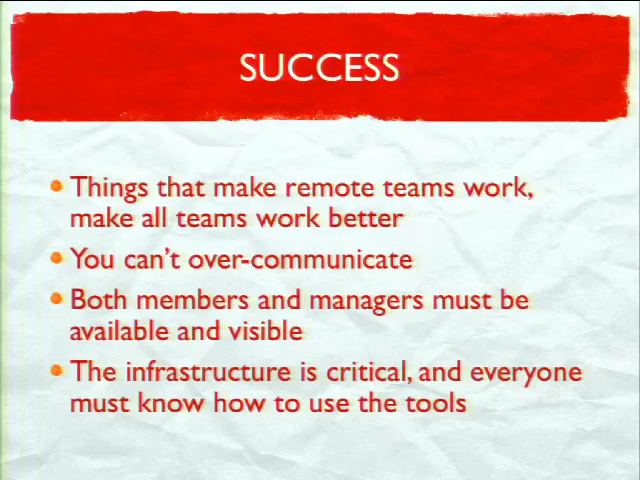 SUCCESS
Things that make remote teams work,
make all teams work better
You can't over-communicate
Both members and managers must be
available and visible
The infrastructure is critical, and everyone
must know how to use the tools